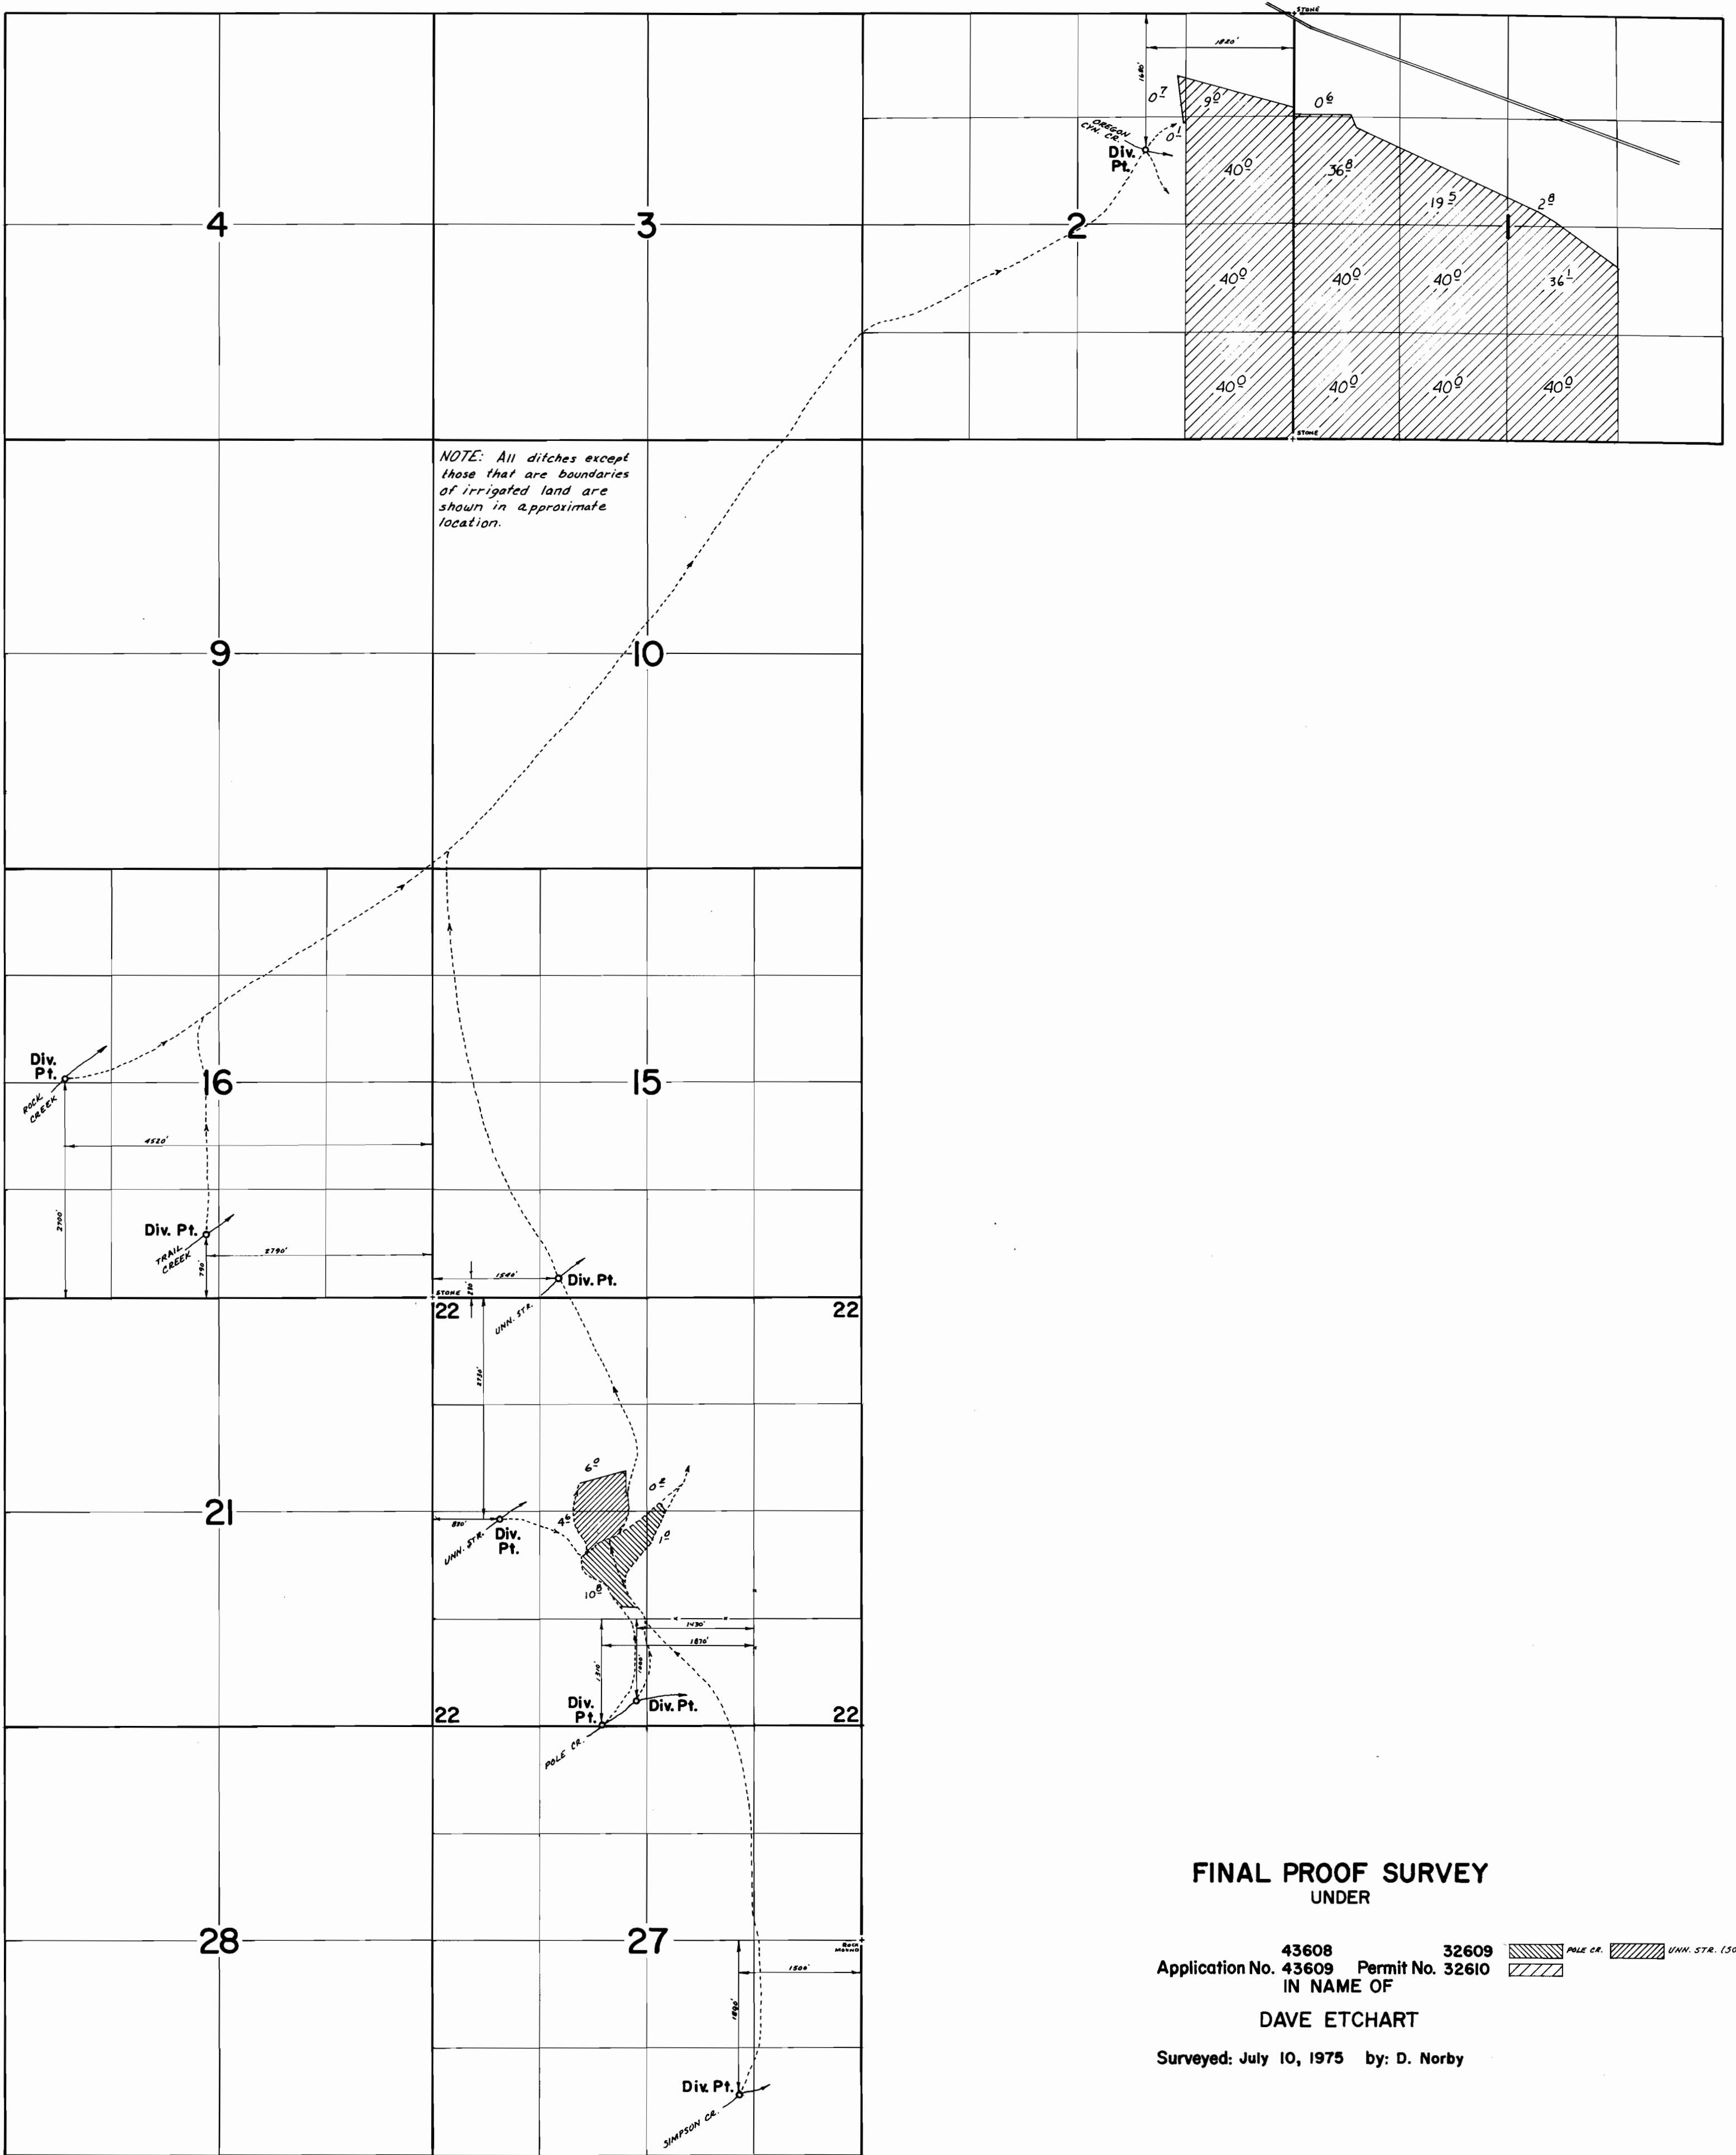 STONE
1820'
1680'
0 7
9 0
0 6
OREGON
CYN. CR.
0 1
Div.
Pt.
40 0
36 8
19 5
2 8
4
3
2
1
40 0
40 0
40 0
36 1
40 0
40 0
40 0
40 0
STONE
NOTE: All ditches except
those that are boundaries
of irrigated land are
shown in approximate
location.
9
10
Div.
Pt.
ROCK
CREEK
16
15
4520'
2700'
Div. Pt.
TRAIL
CREEK
2790'
790'
1540'
Div. Pt.
STONE
22
22
UNN. STR.
6 0
0 2
21
4 6
880'
Div.
Pt.
UNN. STR.
1 0
10 8
1430'
1870'
1310'
Div.
Pt.
Div. Pt.
22
22
POLE CR.
28
27
ROCK
MOUND
1500'
1890'
Div. Pt.
SIMPSON CR.
FINAL PROOF SURVEY
UNDER
43608 32609 POLE CR. UNN. STR.
Application No. 43609 Permit No. 32610
IN NAME OF
DAVE ETCHART
Surveyed: July 10, 1975 by: D. Norby